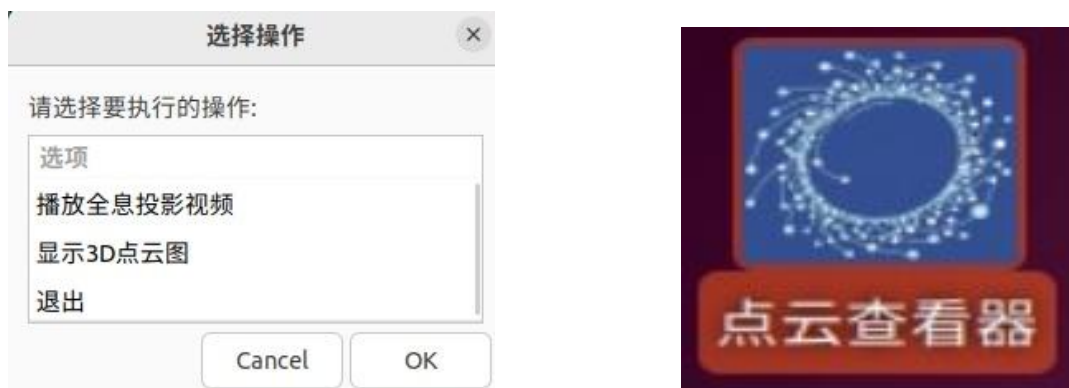 选择操作
请选择要执行的操作:
选项
播放全息投影视频
显示3D点云图
退出
Cancel
OK
点云查看器